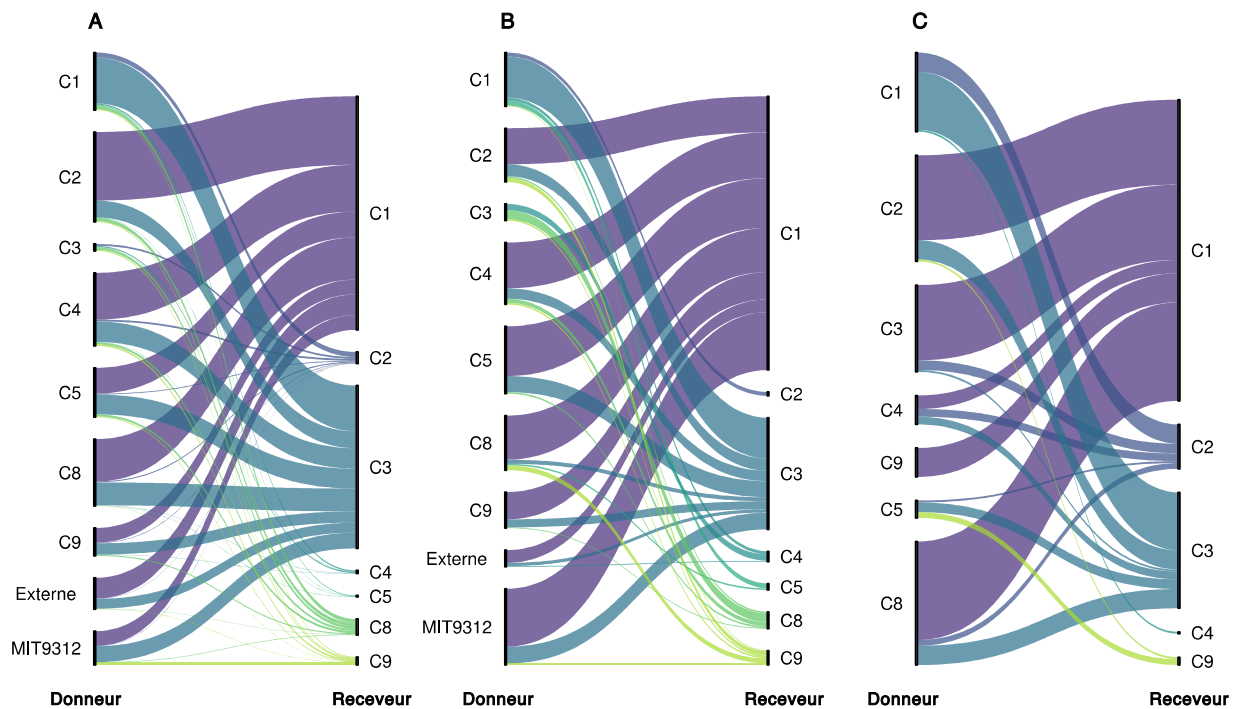 A
C1
C2
C3
C4
C5
C8
C9
Externe
MIT9312
C1
C2
C3
C4
C5
C8
C9
Donneur
Receveur
B
C1
C2
C3
C4
C5
C8
C9
Externe
MIT9312
C1
C2
C3
C4
C5
C8
C9
Donneur
Receveur
C
C1
C2
C3
C4
C9
C5
C8
C1
C2
C3
C4
C9
Donneur
Receveur